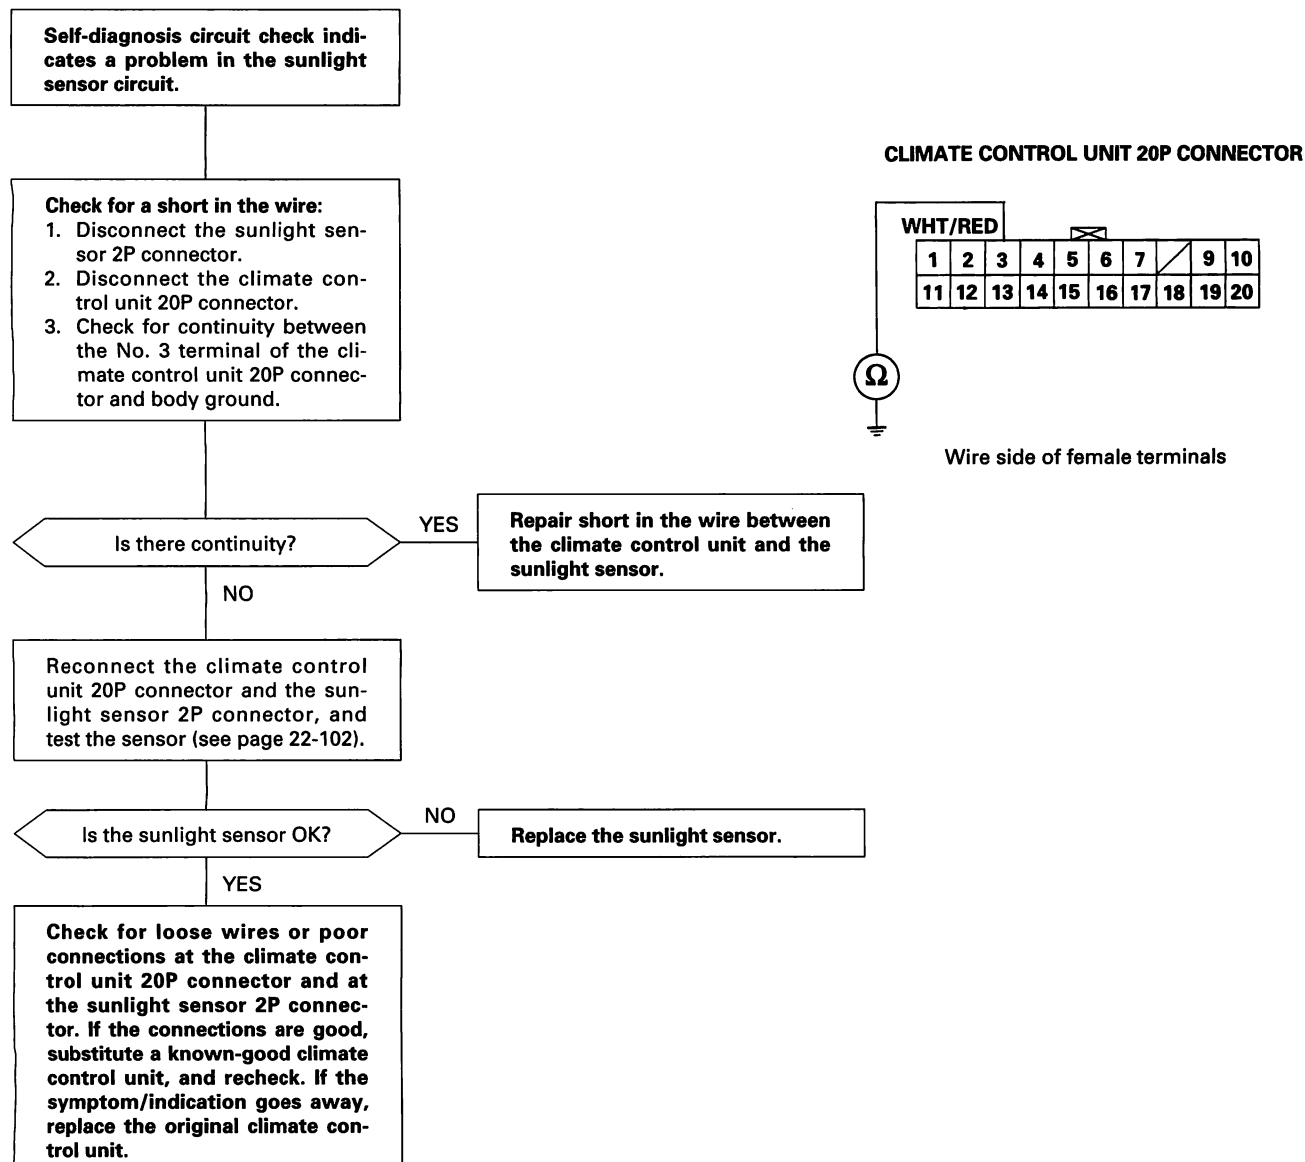 Self-diagnosis circuit check indi-
cates a problem in the sunlight
sensor circuit.
Check for a short in the wire:
1. Disconnect the sunlight sen-
sor 2P connector.
2. Disconnect the climate con-
trol unit 20P connector.
3. Check for continuity between
the No. 3 terminal of the cli-
mate control unit 20P connec-
tor and body ground.
CLIMATE CONTROL UNIT 20P CONNECTOR
WHT/RED
1 2 3 4 5 6 7 9 10
11 12 13 14 15 16 17 18 19 20
Ω
Wire side of female terminals
Is there continuity?
YES
Repair short in the wire between
the climate control unit and the
sunlight sensor.
NO
Reconnect the climate control
unit 20P connector and the sun-
light sensor 2P connector, and
test the sensor (see page 22-102).
Is the sunlight sensor OK?
NO
Replace the sunlight sensor.
YES
Check for loose wires or poor
connections at the climate con-
trol unit 20P connector and at
the sunlight sensor 2P connec-
tor. If the connections are good,
substitute a known-good climate
control unit, and recheck. If the
symptom/indication goes away,
replace the original climate con-
trol unit.